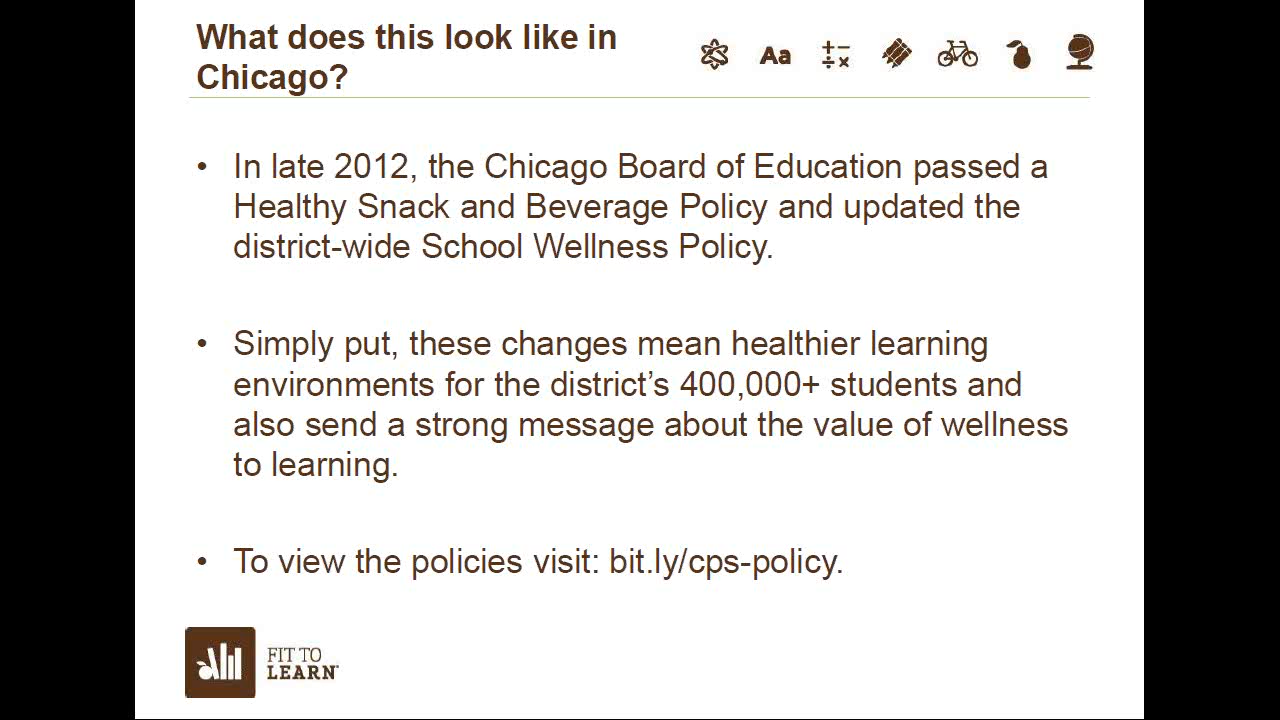 What does this look like in
Chicago?
Aa
• In late 2012, the Chicago Board of Education passed a
Healthy Snack and Beverage Policy and updated the
district-wide School Wellness Policy.
• Simply put, these changes mean healthier learning
environments for the district’s 400,000+ students and
also send a strong message about the value of wellness
to learning.
• To view the policies visit: bit.ly/cps-policy.
FIT TO
LEARN